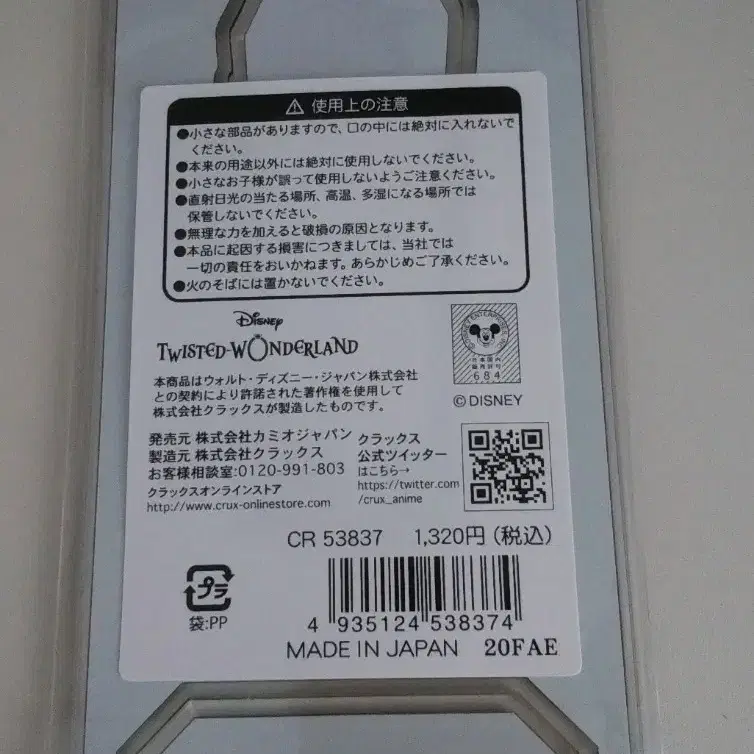 ⚠ 使用上の注意
●小さな部品がありますので、口の中には絶対に入れないで
ください。
●本来の用途以外には絶対に使用しないでください。
●小さなお子様が誤って使用しないようご注意ください。
●直射日光の当たる場所、高温、多湿になる場所では
保管しないでください。
●無理な力を加えると破損の原因となります。
●本品に起因する損害につきましては、当社では
一切の責任をおいかねます。あらかじめご了承ください。
●火のそばには置かないでください。
Disney
TWISTED-WONDERLAND
本商品はウォルト・ディズニー・ジャパン株式会社
との契約により許諾された著作権を使用して
株式会社クラックスが製造したものです。
日本国内
販売許可
684
©DISNEY
発売元 株式会社カミオジャパン
製造元 株式会社クラックス
お客様相談室:0120-991-803
クラックスオンラインストア
http://www.crux-onlinestore.com
クラックス
公式ツイッター
はこちら→
https://twitter.com
/crux_anime
CR 53837 1,320円(税込)
プラ
袋:PP
4 935124 538374
MADE IN JAPAN 20FAE